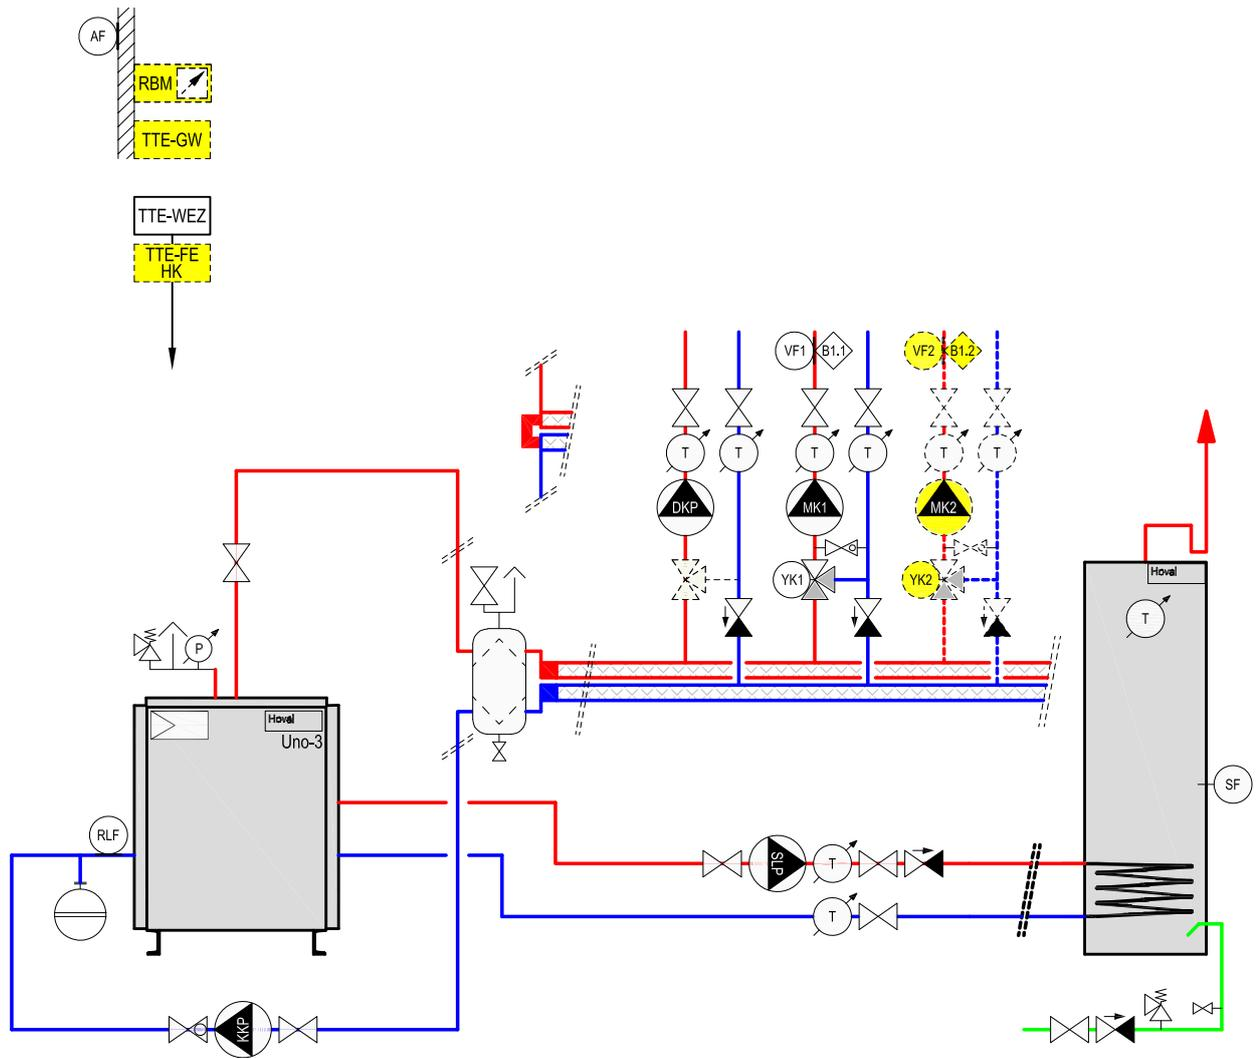 AF
RBM
TTE-GW
TTE-WEZ
TTE-FE
HK
VF1
B1.1
VF2
B1.2
T
T
T
T
T
T
DKP
MK1
MK2
YK1
YK2
P
Hoval
T
Hoval
Uno-3
SF
RLF
SLP
T
T
KKP